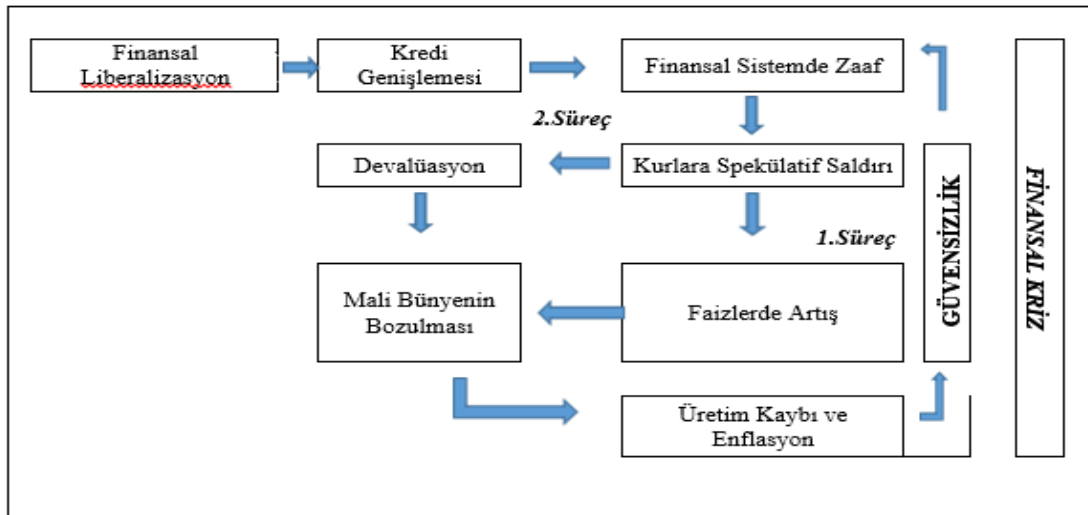 Finansal
Liberalizasyon
Kredi
Genişlemesi
Finansal Sistemde Zaaf
2.Süreç
Devalüasyon
Kurlara Spekülatif Saldırı
1.Süreç
Mali Bünyenin
Bozulması
Faizlerde Artış
Üretim Kaybı ve
Enflasyon
GÜVENSİZLİK
FİNANSAL KRİZ